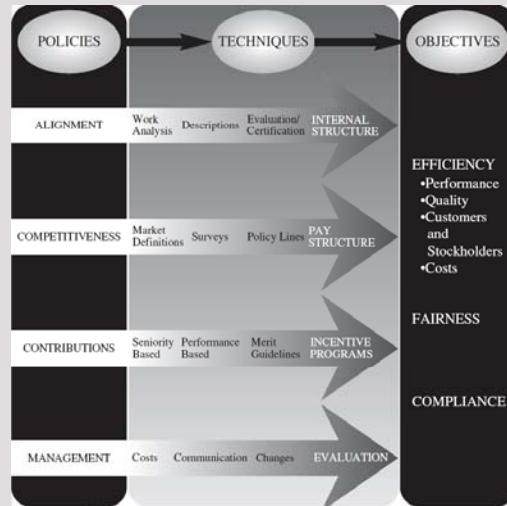 POLICIES
TECHNIQUES
OBJECTIVES
ALIGNMENT
Work
Analysis
Descriptions
Evaluation/
Certification
INTERNAL
STRUCTURE
COMPETITIVENESS
Market
Definitions
Surveys
Policy Lines
PAY
STRUCTURE
CONTRIBUTIONS
Seniority
Based
Performance
Based
Merit
Guidelines
INCENTIVE
PROGRAMS
MANAGEMENT
Costs
Communication
Changes
EVALUATION
EFFICIENCY
•Performance
•Quality
•Customers
and
Stockholders
•Costs
FAIRNESS
COMPLIANCE